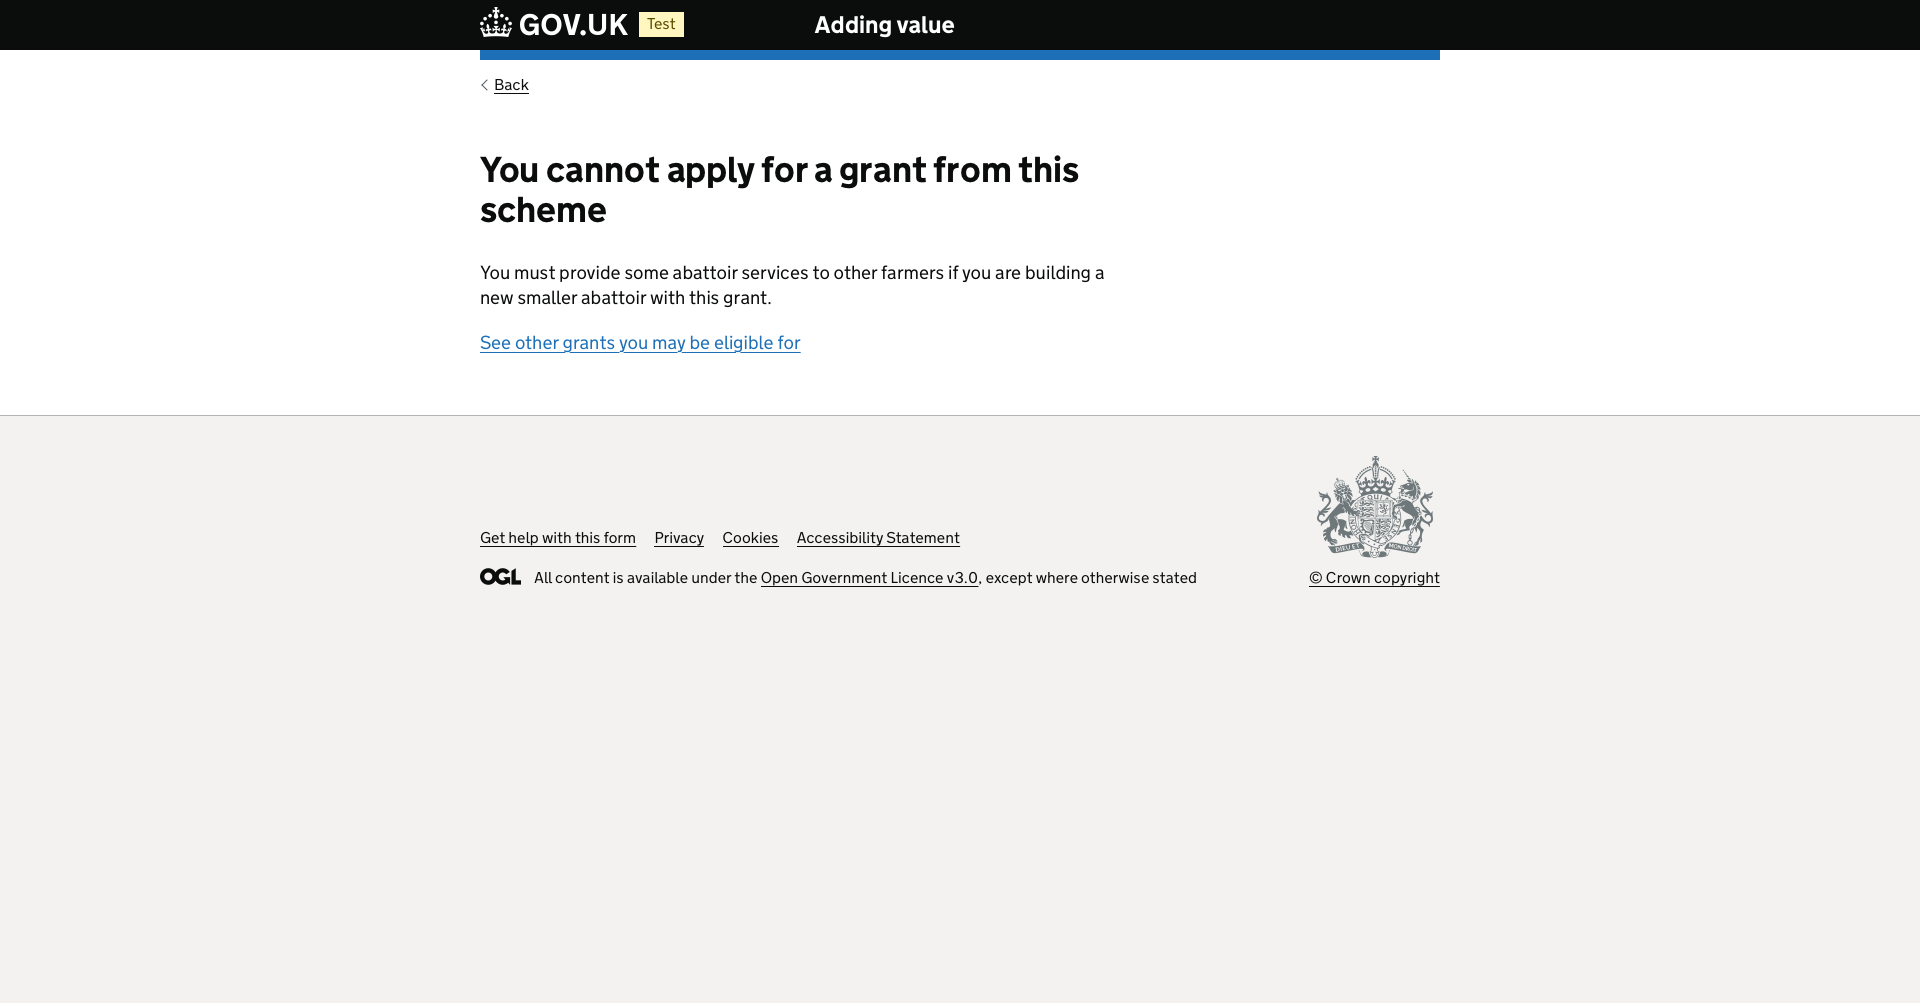 GOV.UK Test Adding value
Back
You cannot apply for a grant from this
scheme
You must provide some abattoir services to other farmers if you are building a
new smaller abattoir with this grant.
See other grants you may be eligible for
Get help with this form Privacy Cookies Accessibility Statement
OGL All content is available under the Open Government Licence v3.0, except where otherwise stated
© Crown copyright